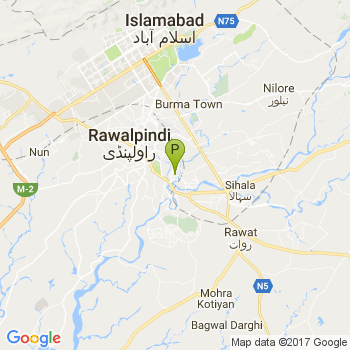 Islamabad
اسلام آباد
N75
Burma Town
Nilore
نیلور
Rawalpindi
راولپنڈی
P
Nun
M-2
Sihala
سہالا
Rawat
روات
N5
Mohra
Kotiyan
Bagwal Darghi
Google
Map data ©2017 Google